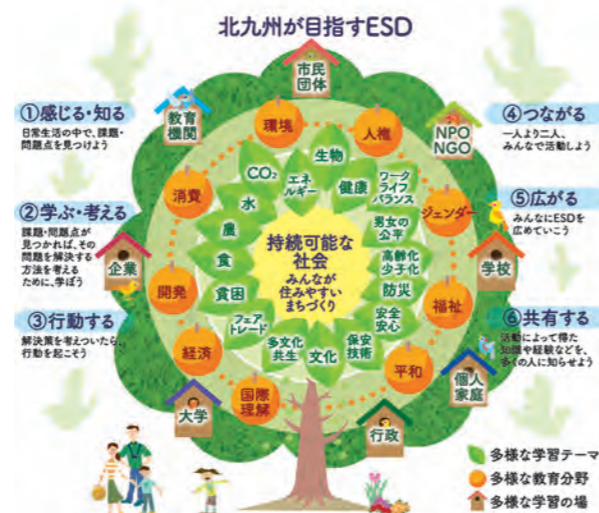 北九州が目指すESD
市民
団体
教育
機関
NPO
NGO
企業
学校
大学
個人
家庭
行政
①感じる・知る
日常生活の中で、課題・
問題点を見つけよう
②学ぶ・考える
課題・問題点が
見つかれば、その
問題を解決する
方法を考える
ために、学ぼう
③行動する
解決策を考えついたら、
行動を起こそう
④つながる
一人より二人、
みんなで活動しよう
⑤広がる
みんなにESDを
広めていこう
⑥共有する
活動によって得た
知識や経験などを、
多くの人に知らせよう
環境
人権
消費
ジェンダー
開発
福祉
経済
平和
国際
理解
生物
エネ
ルギー
CO₂
健康
ワーク
ライフ
バランス
水
男女の
公平
農
高齢化
少子化
食
防災
貧困
安全
安心
フェア
トレード
保安
技術
多文化
共生
文化
持続可能な
社会
みんなが
住みやすい
まちづくり
多様な学習テーマ
多様な教育分野
多様な学習の場